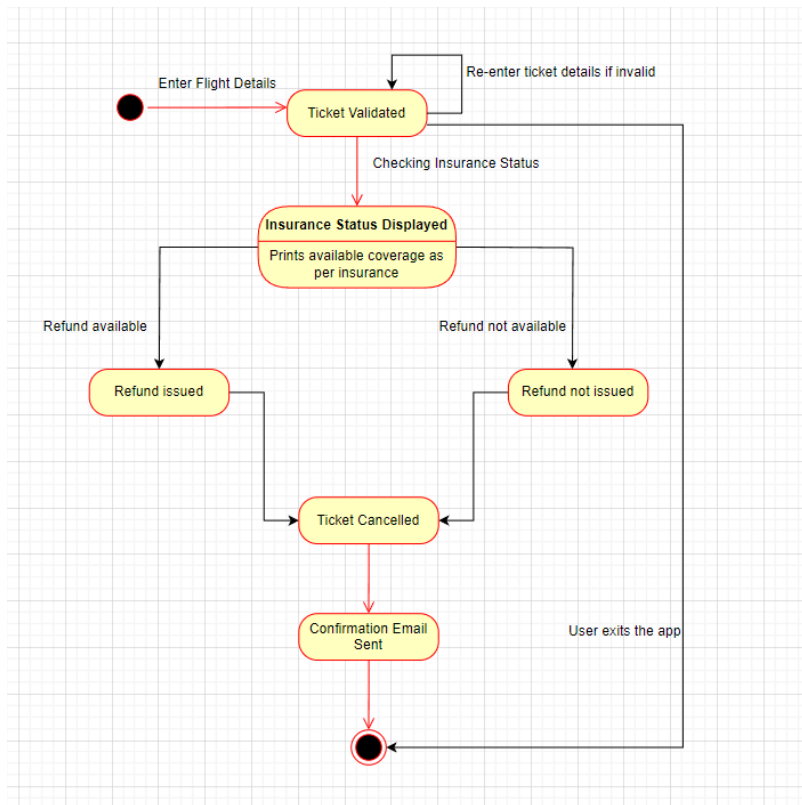 Enter Flight Details
Re-enter ticket details if invalid
Ticket Validated
Checking Insurance Status
Insurance Status Displayed
Prints available coverage as
per insurance
Refund available
Refund not available
Refund issued
Refund not issued
Ticket Cancelled
Confirmation Email
Sent
User exits the app